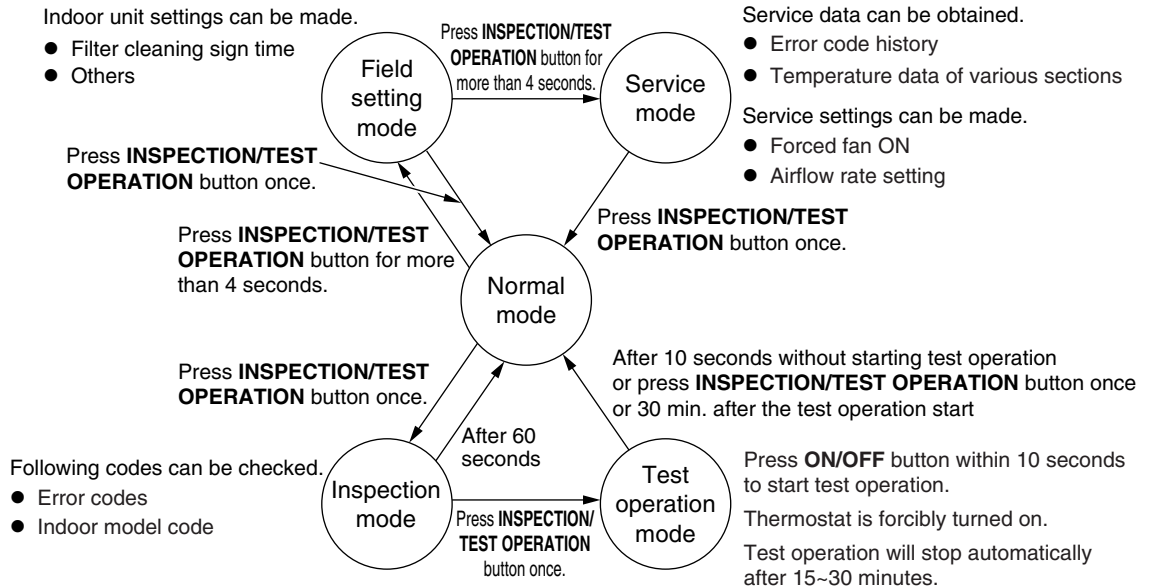 Indoor unit settings can be made.
● Filter cleaning sign time
● Others
Press INSPECTION/TEST
OPERATION button for
more than 4 seconds.
Service data can be obtained.
● Error code history
● Temperature data of various sections
Service settings can be made.
● Forced fan ON
● Airflow rate setting
Field
setting
mode
Service
mode
Press INSPECTION/TEST
OPERATION button once.
Press INSPECTION/TEST
OPERATION button for more
than 4 seconds.
Press INSPECTION/TEST
OPERATION button once.
Normal
mode
Press INSPECTION/TEST
OPERATION button once.
After 10 seconds without starting test operation
or press INSPECTION/TEST OPERATION button once
or 30 min. after the test operation start
After 60
seconds
Following codes can be checked.
● Error codes
● Indoor model code
Inspection
mode
Press INSPECTION/
TEST OPERATION
button once.
Test
operation
mode
Press ON/OFF button within 10 seconds
to start test operation.
Thermostat is forcibly turned on.
Test operation will stop automatically
after 15~30 minutes.